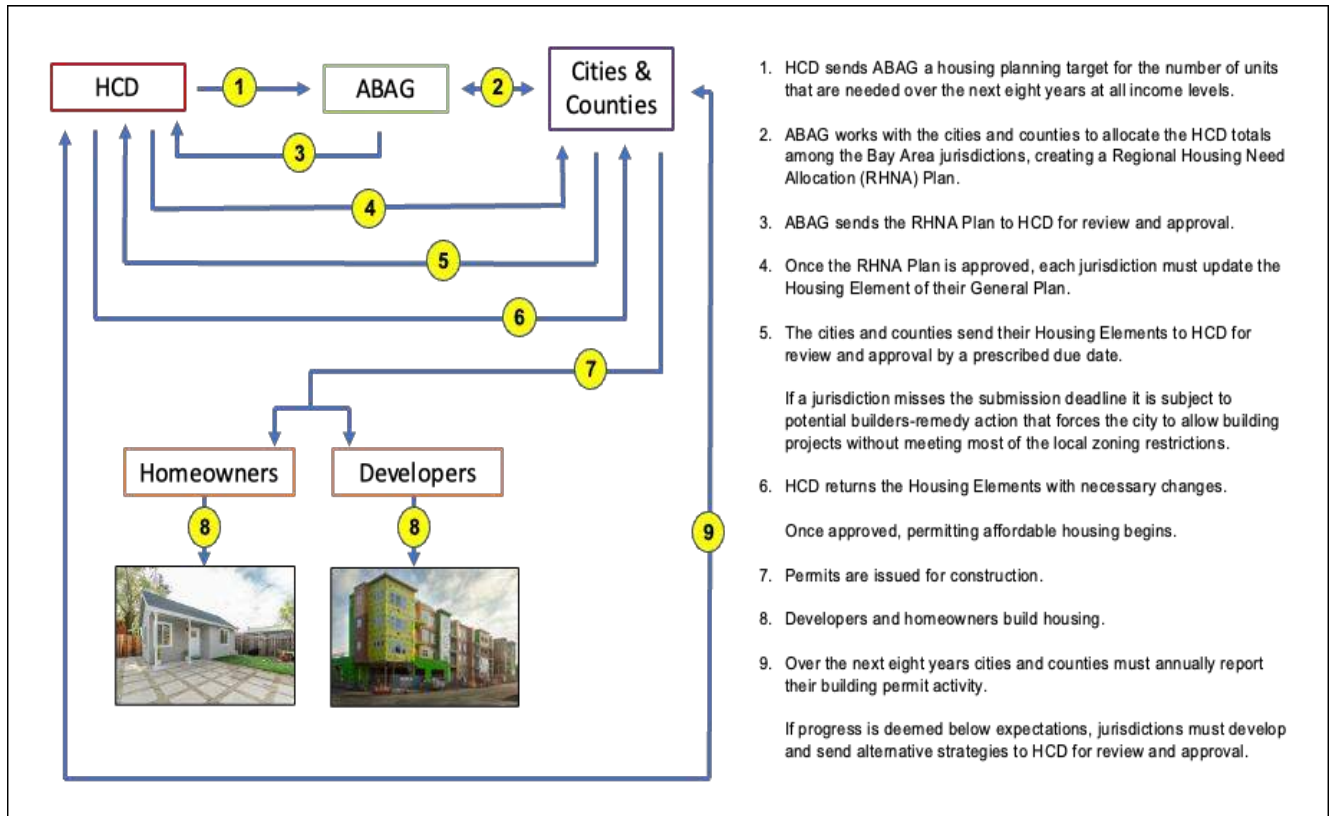 HCD
1
ABAG
2
Cities &
Counties
3
4
5
6
7
Homeowners
Developers
8
8
9
1. HCD sends ABAG a housing planning target for the number of units
that are needed over the next eight years at all income levels.
2. ABAG works with the cities and counties to allocate the HCD totals
among the Bay Area jurisdictions, creating a Regional Housing Need
Allocation (RHNA) Plan.
3. ABAG sends the RHNA Plan to HCD for review and approval.
4. Once the RHNA Plan is approved, each jurisdiction must update the
Housing Element of their General Plan.
5. The cities and counties send their Housing Elements to HCD for
review and approval by a prescribed due date.
If a jurisdiction misses the submission deadline it is subject to
potential builders-remedy action that forces the city to allow building
projects without meeting most of the local zoning restrictions.
6. HCD returns the Housing Elements with necessary changes.
Once approved, permitting affordable housing begins.
7. Permits are issued for construction.
8. Developers and homeowners build housing.
9. Over the next eight years cities and counties must annually report
their building permit activity.
If progress is deemed below expectations, jurisdictions must develop
and send alternative strategies to HCD for review and approval.